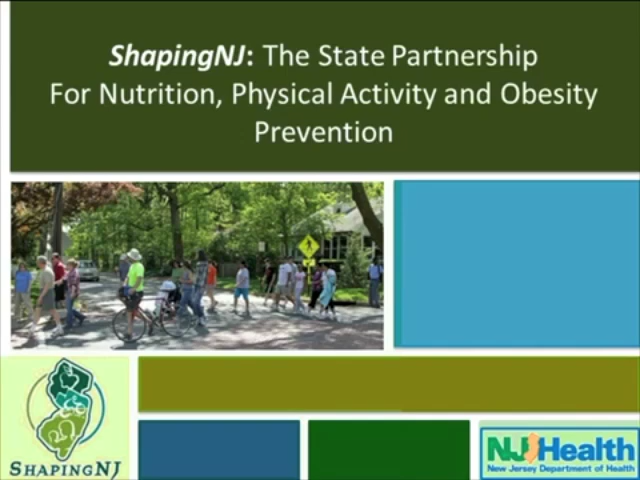 ShapingNJ: The State Partnership
For Nutrition, Physical Activity and Obesity
Prevention
SHAPINGNJ
NJHealth
New Jersey Department of Health